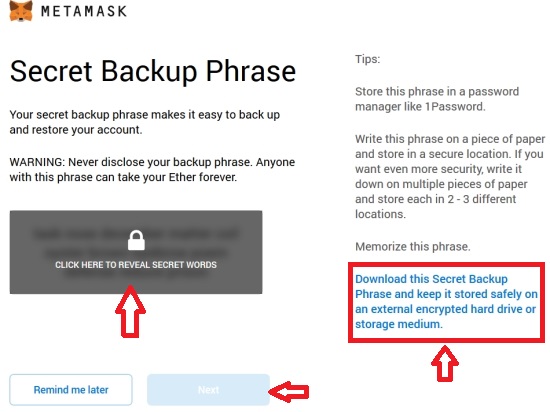 METAMASK
Secret Backup Phrase
Your secret backup phrase makes it easy to back up
and restore your account.
WARNING: Never disclose your backup phrase. Anyone
with this phrase can take your Ether forever.
CLICK HERE TO REVEAL SECRET WORDS
Remind me later
Next
Tips:
Store this phrase in a password
manager like 1Password.
Write this phrase on a piece of paper
and store in a secure location. If you
want even more security, write it
down on multiple pieces of paper
and store each in 2 - 3 different
locations.
Memorize this phrase.
Download this Secret Backup
Phrase and keep it stored safely on
an external encrypted hard drive or
storage medium.